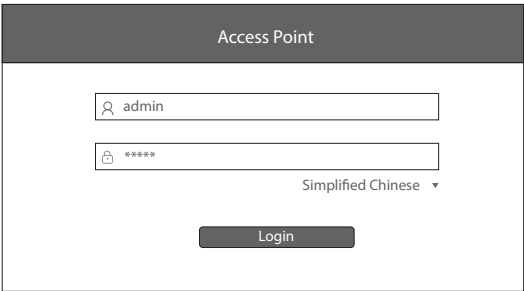 Access Point
admin
*****
Simplified Chinese
Login